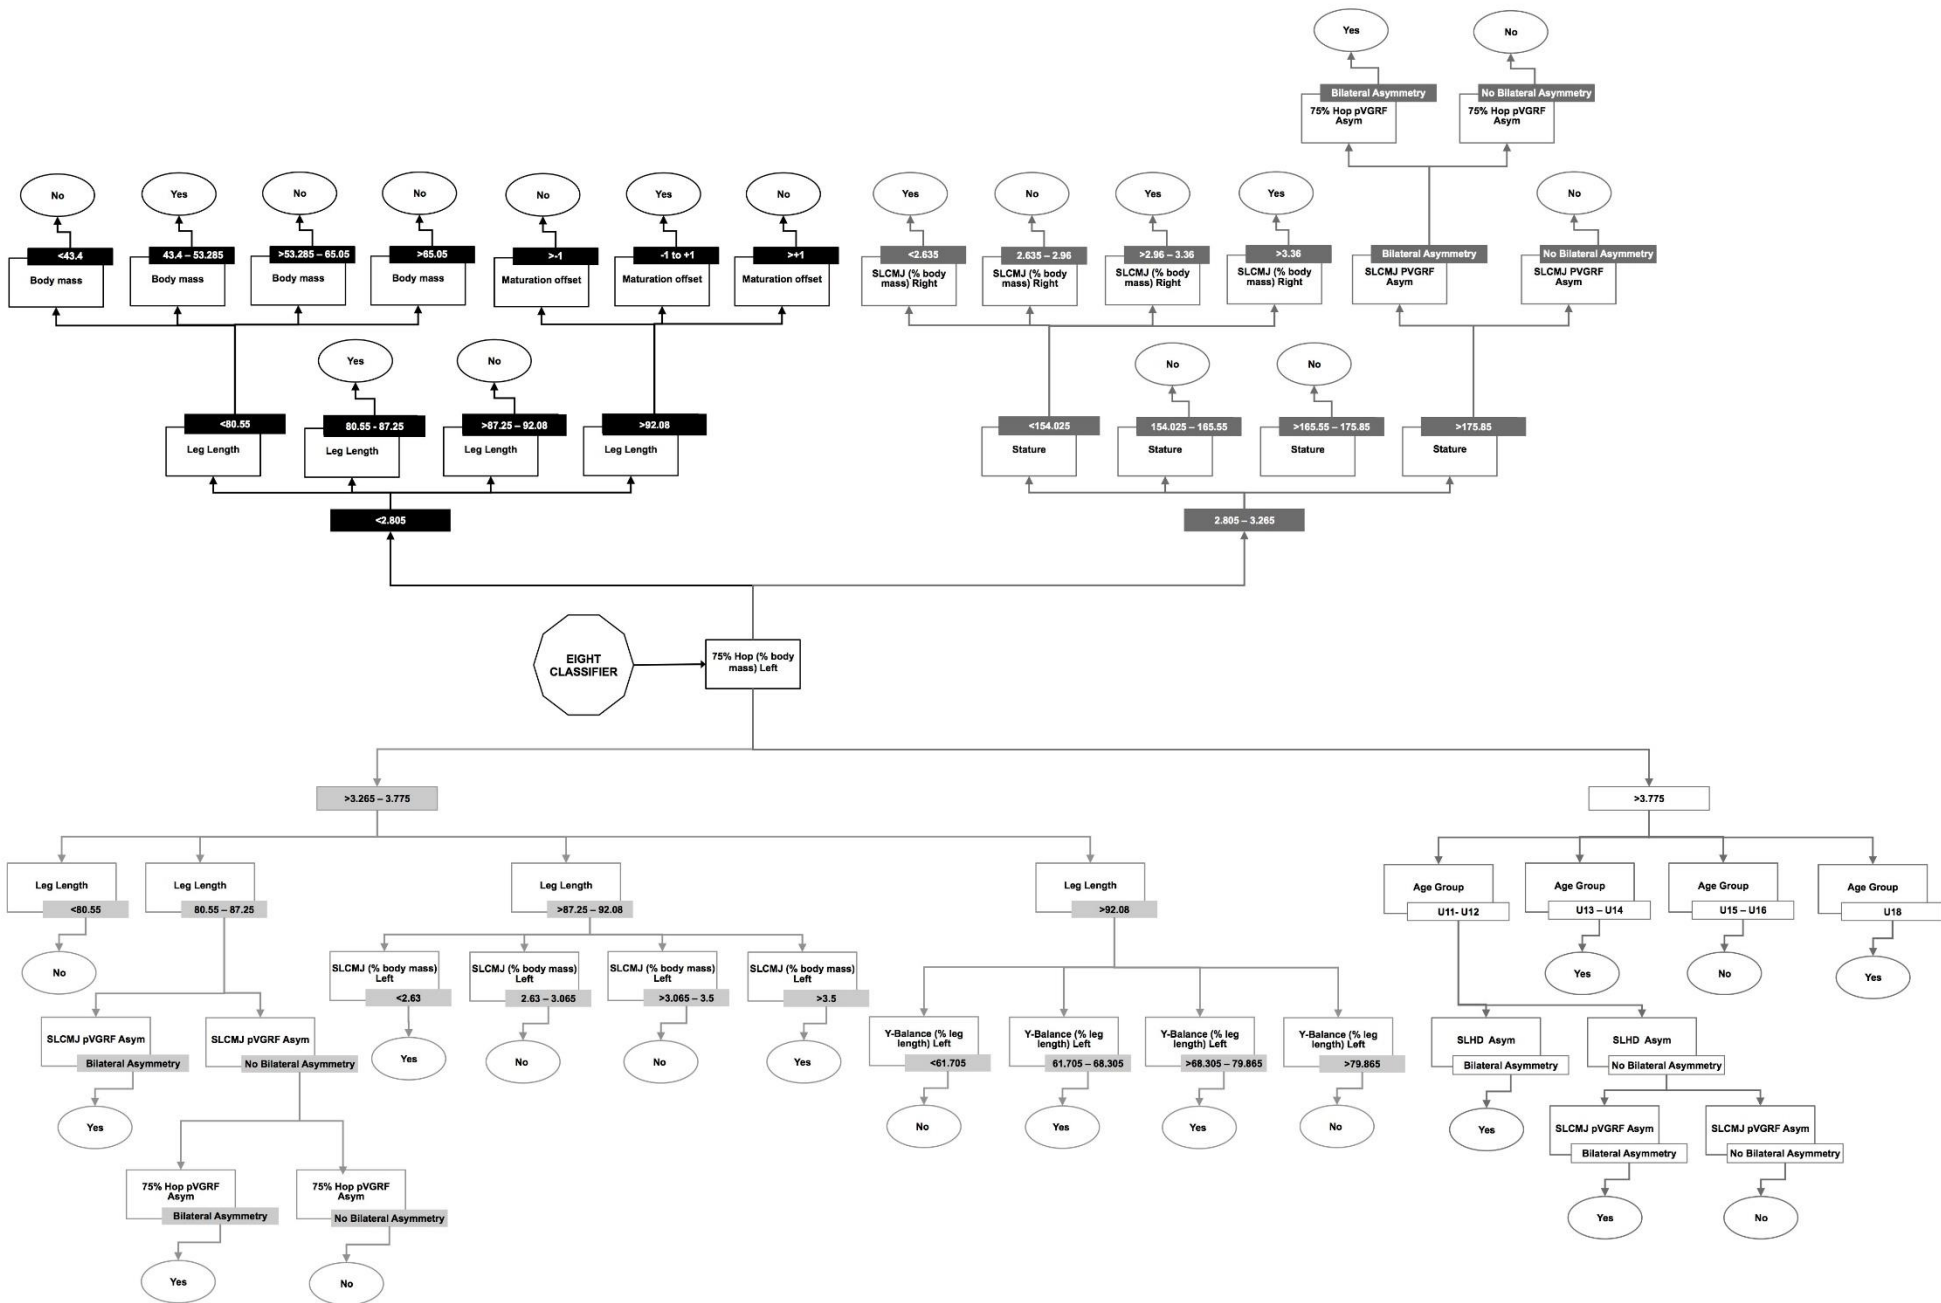 Yes
No
Bilateral Asymmetry
No Bilateral Asymmetry
75% Hop pVGRF
Asym
75% Hop pVGRF
Asym
No
Yes
No
No
No
Yes
No
Yes
No
Yes
Yes
No
<43.4
43.4 – 53.285
>53.285 – 65.05
>65.05
>-1
-1 to +1
>+1
<2.635
2.635 – 2.96
>2.96 – 3.36
>3.36
Bilateral Asymmetry
No Bilateral Asymmetry
Body mass
Body mass
Body mass
Body mass
Maturation offset
Maturation offset
Maturation offset
SLCMJ (% body
mass) Right
SLCMJ (% body
mass) Right
SLCMJ (% body
mass) Right
SLCMJ (% body
mass) Right
SLCMJ PVGRF
Asym
SLCMJ PVGRF
Asym
Yes
No
No
No
<80.55
80.55 - 87.25
>87.25 – 92.08
>92.08
<154.025
154.025 – 165.55
>165.55 – 175.85
>175.85
Leg Length
Leg Length
Leg Length
Leg Length
Stature
Stature
Stature
Stature
<2.805
2.805 – 3.265
EIGHT
CLASSIFIER
75% Hop (% body
mass) Left
>3.265 – 3.775
>3.775
Leg Length
Leg Length
Leg Length
Leg Length
Age Group
Age Group
Age Group
Age Group
<80.55
80.55 – 87.25
>87.25 – 92.08
>92.08
U11- U12
U13 – U14
U15 – U16
U18
No
SLCMJ (% body mass)
Left
SLCMJ (% body mass)
Left
SLCMJ (% body mass)
Left
SLCMJ (% body mass)
Left
Yes
No
Yes
<2.63
2.63 – 3.065
>3.065 – 3.5
>3.5
SLCMJ pVGRF Asym
SLCMJ pVGRF Asym
Y-Balance (% leg
length) Left
Y-Balance (% leg
length) Left
Y-Balance (% leg
length) Left
Y-Balance (% leg
length) Left
SLHD Asym
SLHD Asym
Bilateral Asymmetry
No Bilateral Asymmetry
Yes
No
No
Yes
<61.705
61.705 – 68.305
>68.305 – 79.865
>79.865
Bilateral Asymmetry
No Bilateral Asymmetry
Yes
No
Yes
Yes
No
Yes
SLCMJ pVGRF Asym
SLCMJ pVGRF Asym
Bilateral Asymmetry
No Bilateral Asymmetry
75% Hop pVGRF
Asym
75% Hop pVGRF
Asym
Bilateral Asymmetry
No Bilateral Asymmetry
Yes
No
Yes
No